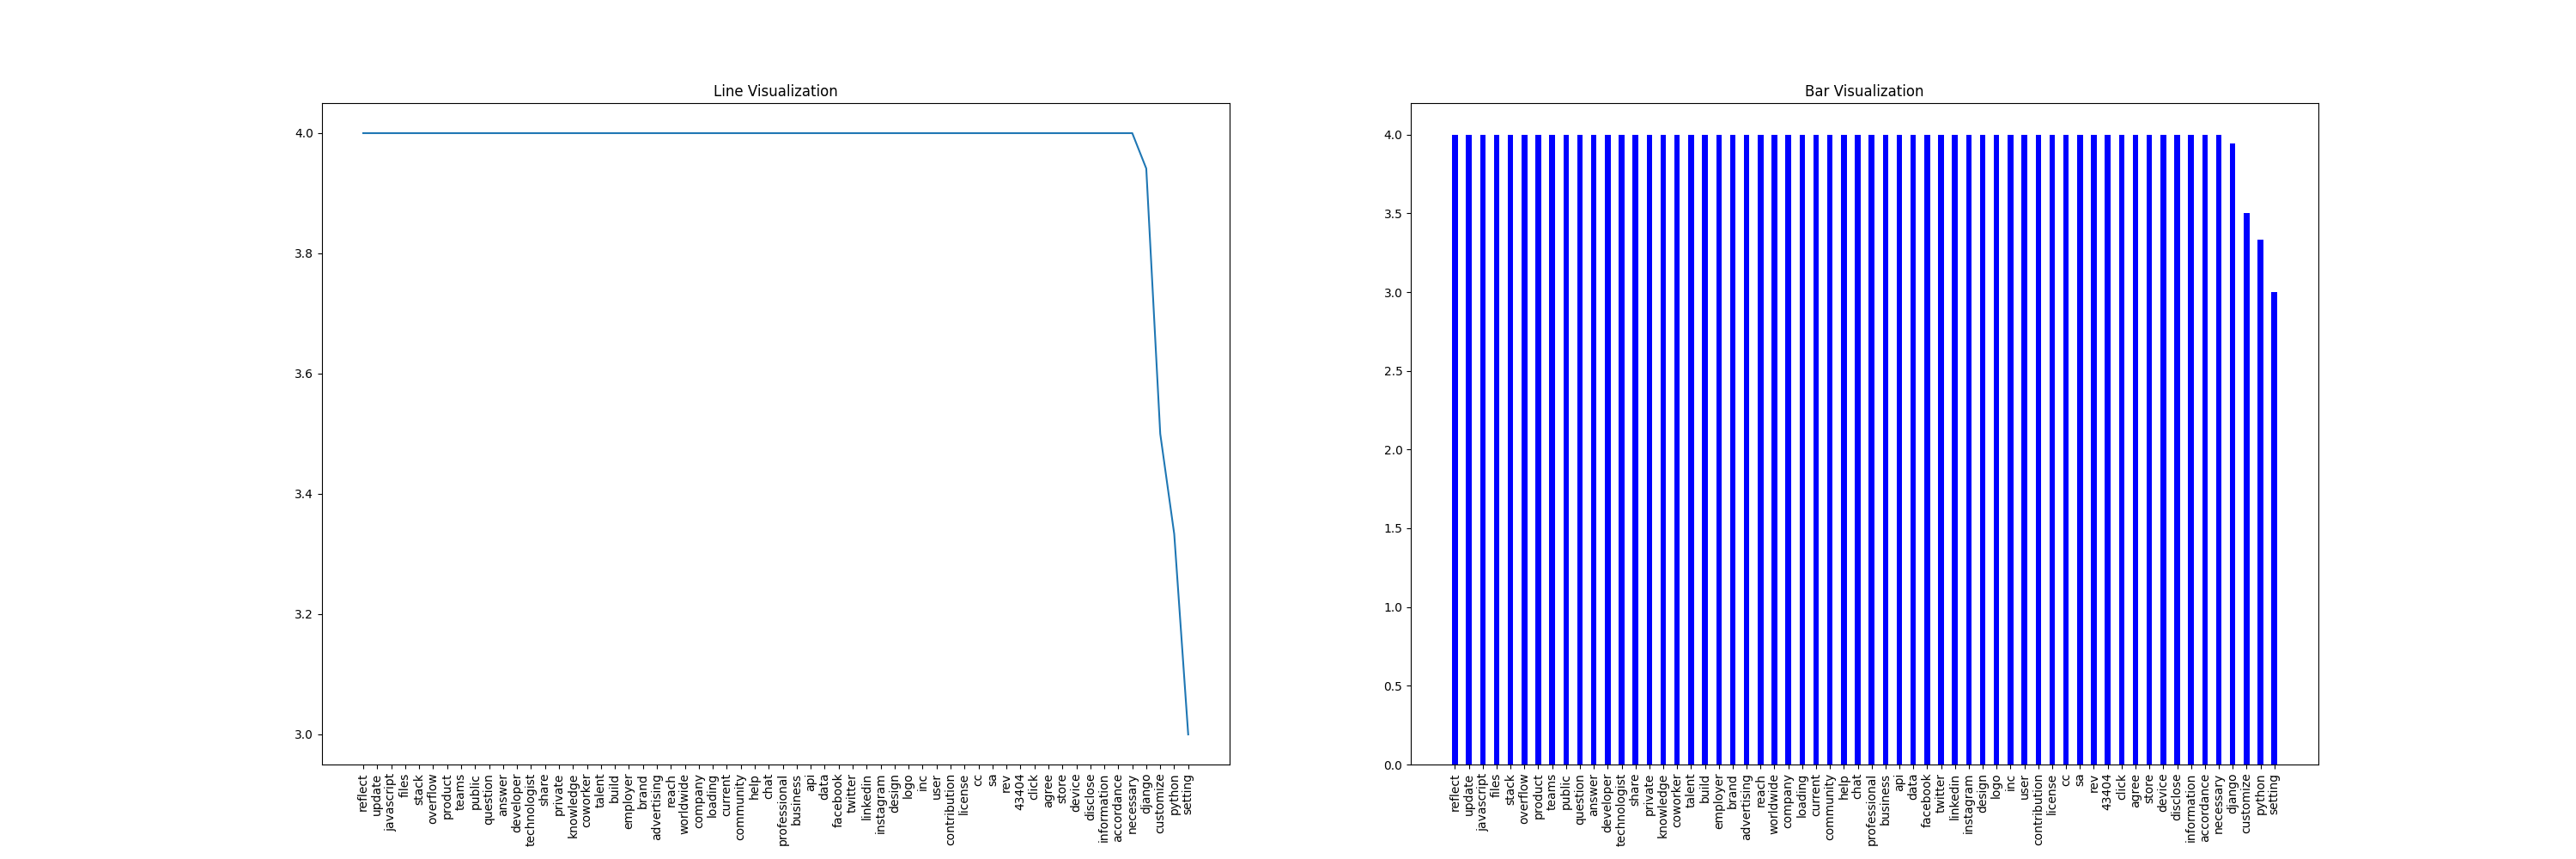 Line Visualization
4.0
3.8
3.6
3.4
3.2
3.0
reflect
update
javascript
files
stack
overflow
product
teams
public
question
answer
developer
technologist
share
private
knowledge
coworker
talent
build
employer
brand
advertising
reach
worldwide
company
loading
current
community
help
chat
professional
business
api
data
facebook
twitter
linkedin
instagram
design
logo
inc
user
contribution
license
cc
sa
rev
43404
click
agree
store
device
disclose
information
accordance
necessary
django
customize
python
setting
Bar Visualization
4.0
3.5
3.0
2.5
2.0
1.5
1.0
0.5
0.0
reflect
update
javascript
files
stack
overflow
product
teams
public
question
answer
developer
technologist
share
private
knowledge
coworker
talent
build
employer
brand
advertising
reach
worldwide
company
loading
current
community
help
chat
professional
business
api
data
facebook
twitter
linkedin
instagram
design
logo
inc
user
contribution
license
cc
sa
rev
43404
click
agree
store
device
disclose
information
accordance
necessary
django
customize
python
setting